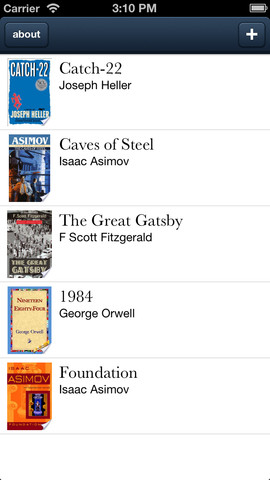 Carrier 3:10 PM
about +
CATCH-22
JOSEPH HELLER
Catch-22
Joseph Heller
ASIMOV
Caves of Steel
Isaac Asimov
F Scott Fitzgerald
THE GREAT
GATSBY
The Great Gatsby
F Scott Fitzgerald
NINETEEN
EIGHTY-FOUR
George Orwell
1984
George Orwell
ISAAC
ASIMOV
FOUNDATION
Foundation
Isaac Asimov